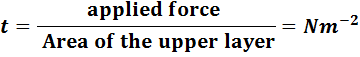 t = applied force / Area of the upper layer = Nm⁻²